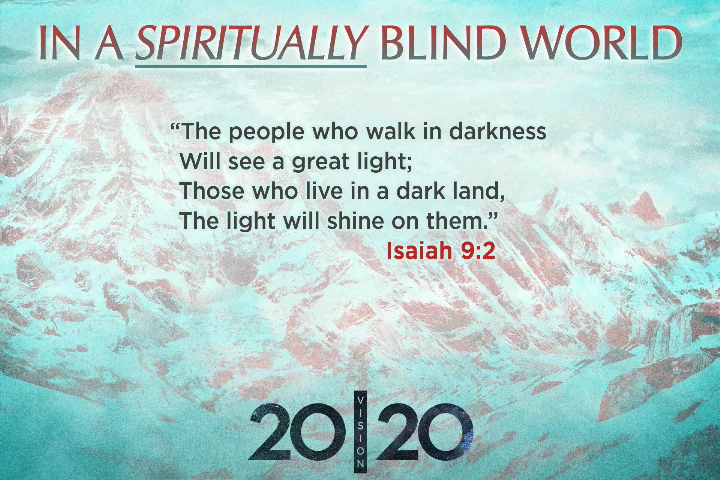 IN A SPIRITUALLY BLIND WORLD
“The people who walk in darkness
Will see a great light;
Those who live in a dark land,
The light will shine on them.”
Isaiah 9:2
20 VISION 20